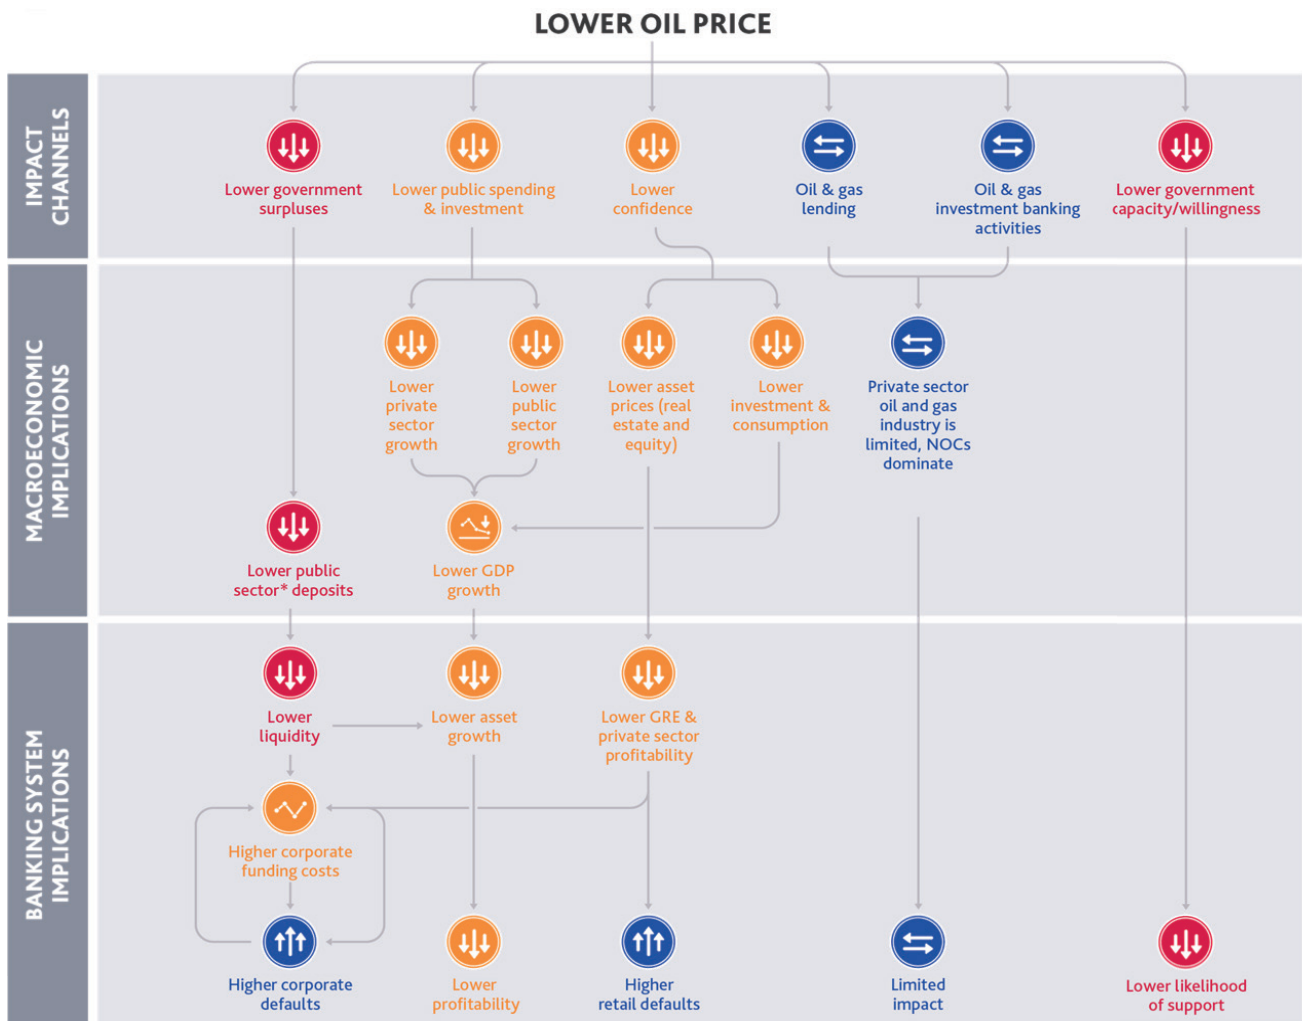 LOWER OIL PRICE
IMPACT
CHANNELS
Lower government
surpluses
Lower public spending
& investment
Lower
confidence
Oil & gas
lending
Oil & gas
investment banking
activities
Lower government
capacity/willingness
MACROECONOMIC
IMPLICATIONS
Lower
private
sector
growth
Lower
public
sector
growth
Lower asset
prices (real
estate and
equity)
Lower
investment &
consumption
Private sector
oil and gas
industry is
limited, NOCs
dominate
Lower public
sector* deposits
Lower GDP
growth
BANKING SYSTEM
IMPLICATIONS
Lower
liquidity
Lower asset
growth
Lower GRE &
private sector
profitability
Higher corporate
funding costs
Higher corporate
defaults
Lower
profitability
Higher
retail defaults
Limited
impact
Lower likelihood
of support